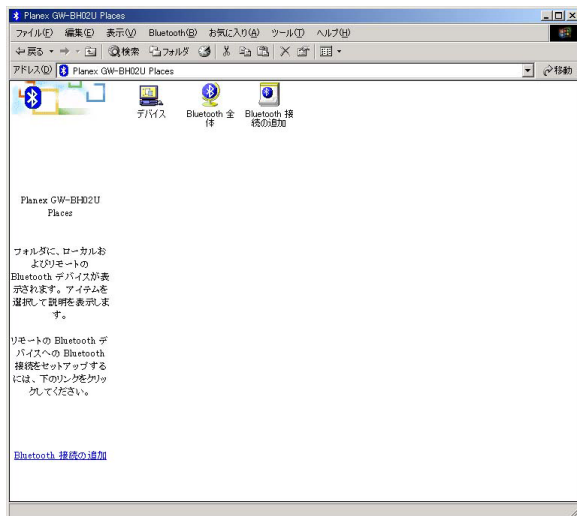 Planex GW-BH02U Places
ファイル(F) 編集(E) 表示(V) Bluetooth(B) お気に入り(A) ツール(T) ヘルプ(H)
戻る 検索 フォルダ
アドレス(D) Planex GW-BH02U Places 移動
デバイス
Bluetooth 全
体
Bluetooth 接
続の追加
Planex GW-BH02U
Places
フォルダに、ローカルお
よびリモートの
Bluetooth デバイスが表
示されます。アイテムを
選択して説明を表示しま
す。
リモートの Bluetooth デ
バイスへの Bluetooth
接続をセットアップする
には、下のリンクをクリッ
クしてください。
Bluetooth 接続の追加